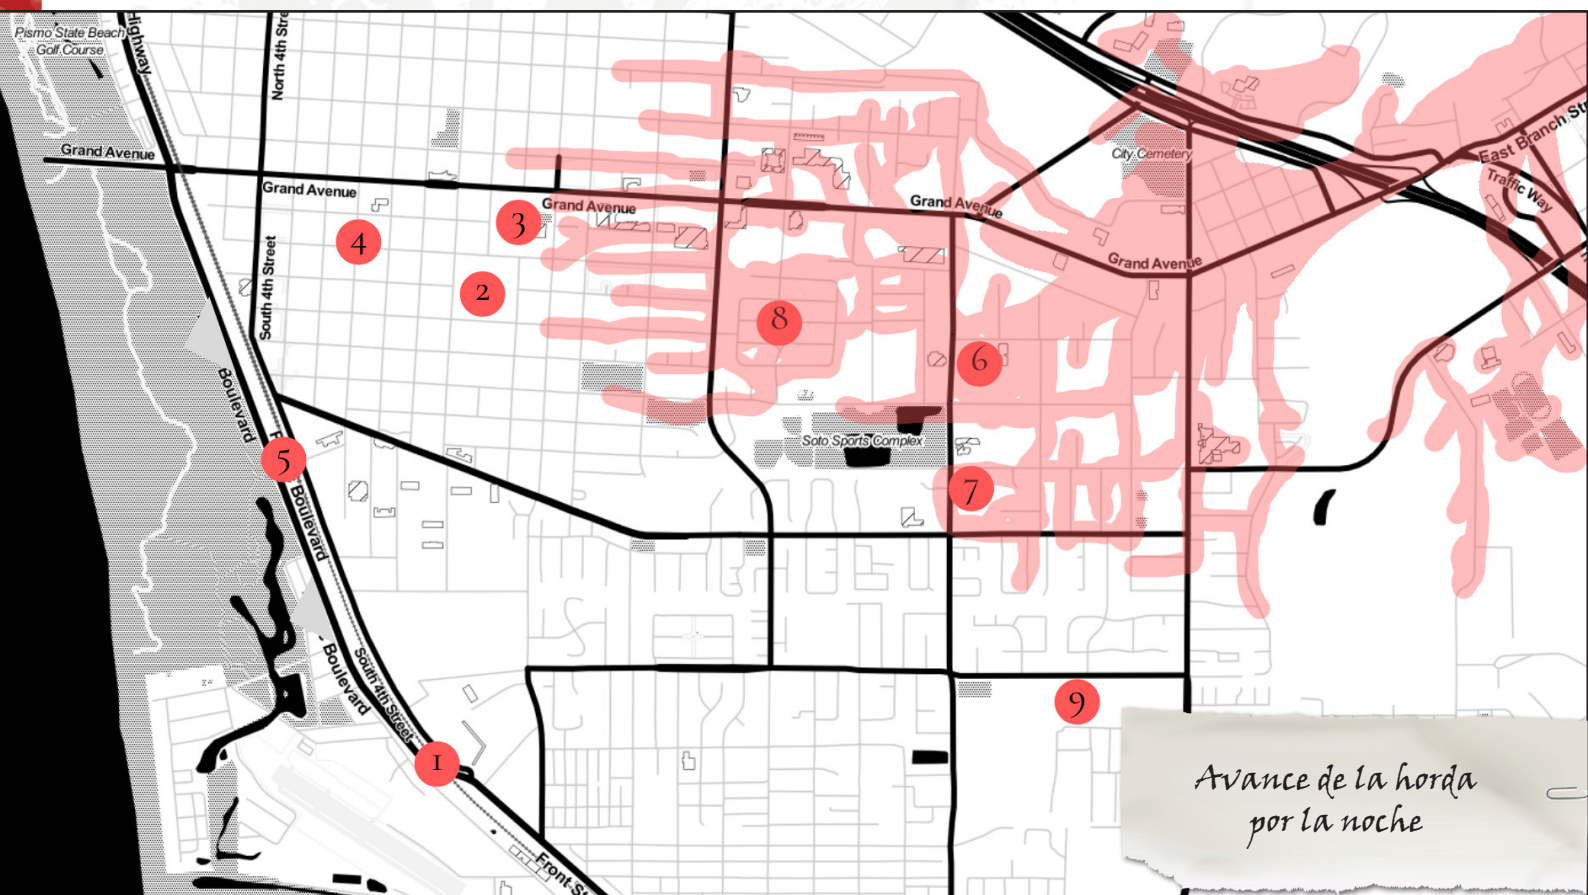 Pismo State Beach
Golf Course
Highway
North 4th Stre
Grand Avenue
Grand Avenue
Grand Avenue
Grand Avenue
Grand Avenue
City Cemetery
East Branch Str
Traffic Way
3
4
2
South 4th Street
8
6
Boulevard
Soto Sports Complex
5
7
Boulevard
Boulevard
South 4th Street
9
1
Front St
Avance de la horda
por la noche